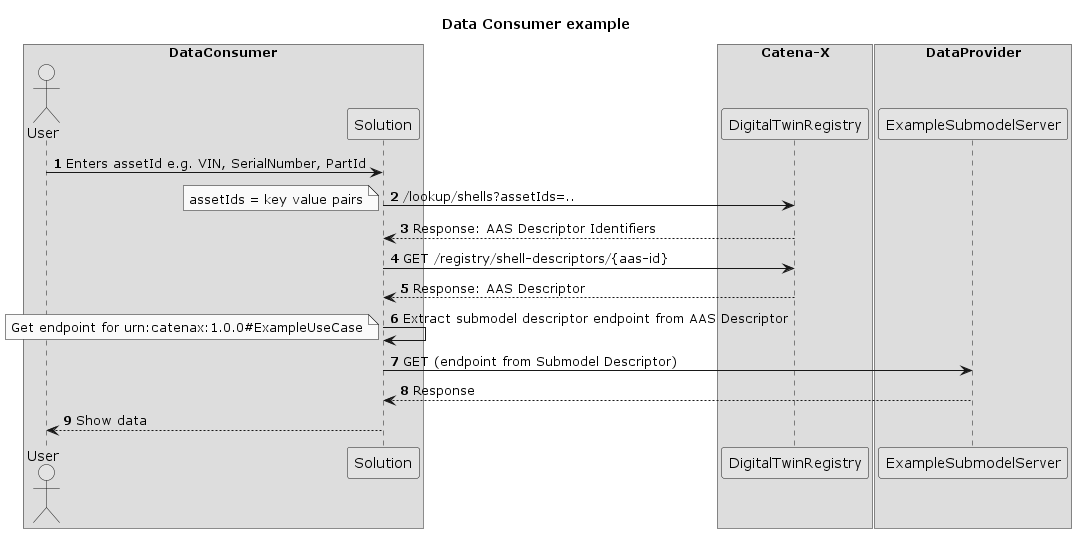 Data Consumer example
DataConsumer
Catena-X
DataProvider
User
Solution
DigitalTwinRegistry
ExampleSubmodelServer
1 Enters assetId e.g. VIN, SerialNumber, PartId
assetIds = key value pairs
2 /lookup/shells?assetIds=..
3 Response: AAS Descriptor Identifiers
4 GET /registry/shell-descriptors/{aas-id}
5 Response: AAS Descriptor
Get endpoint for urn:catenax:1.0.0#ExampleUseCase
6 Extract submodel descriptor endpoint from AAS Descriptor
7 GET (endpoint from Submodel Descriptor)
8 Response
9 Show data
User
Solution
DigitalTwinRegistry
ExampleSubmodelServer